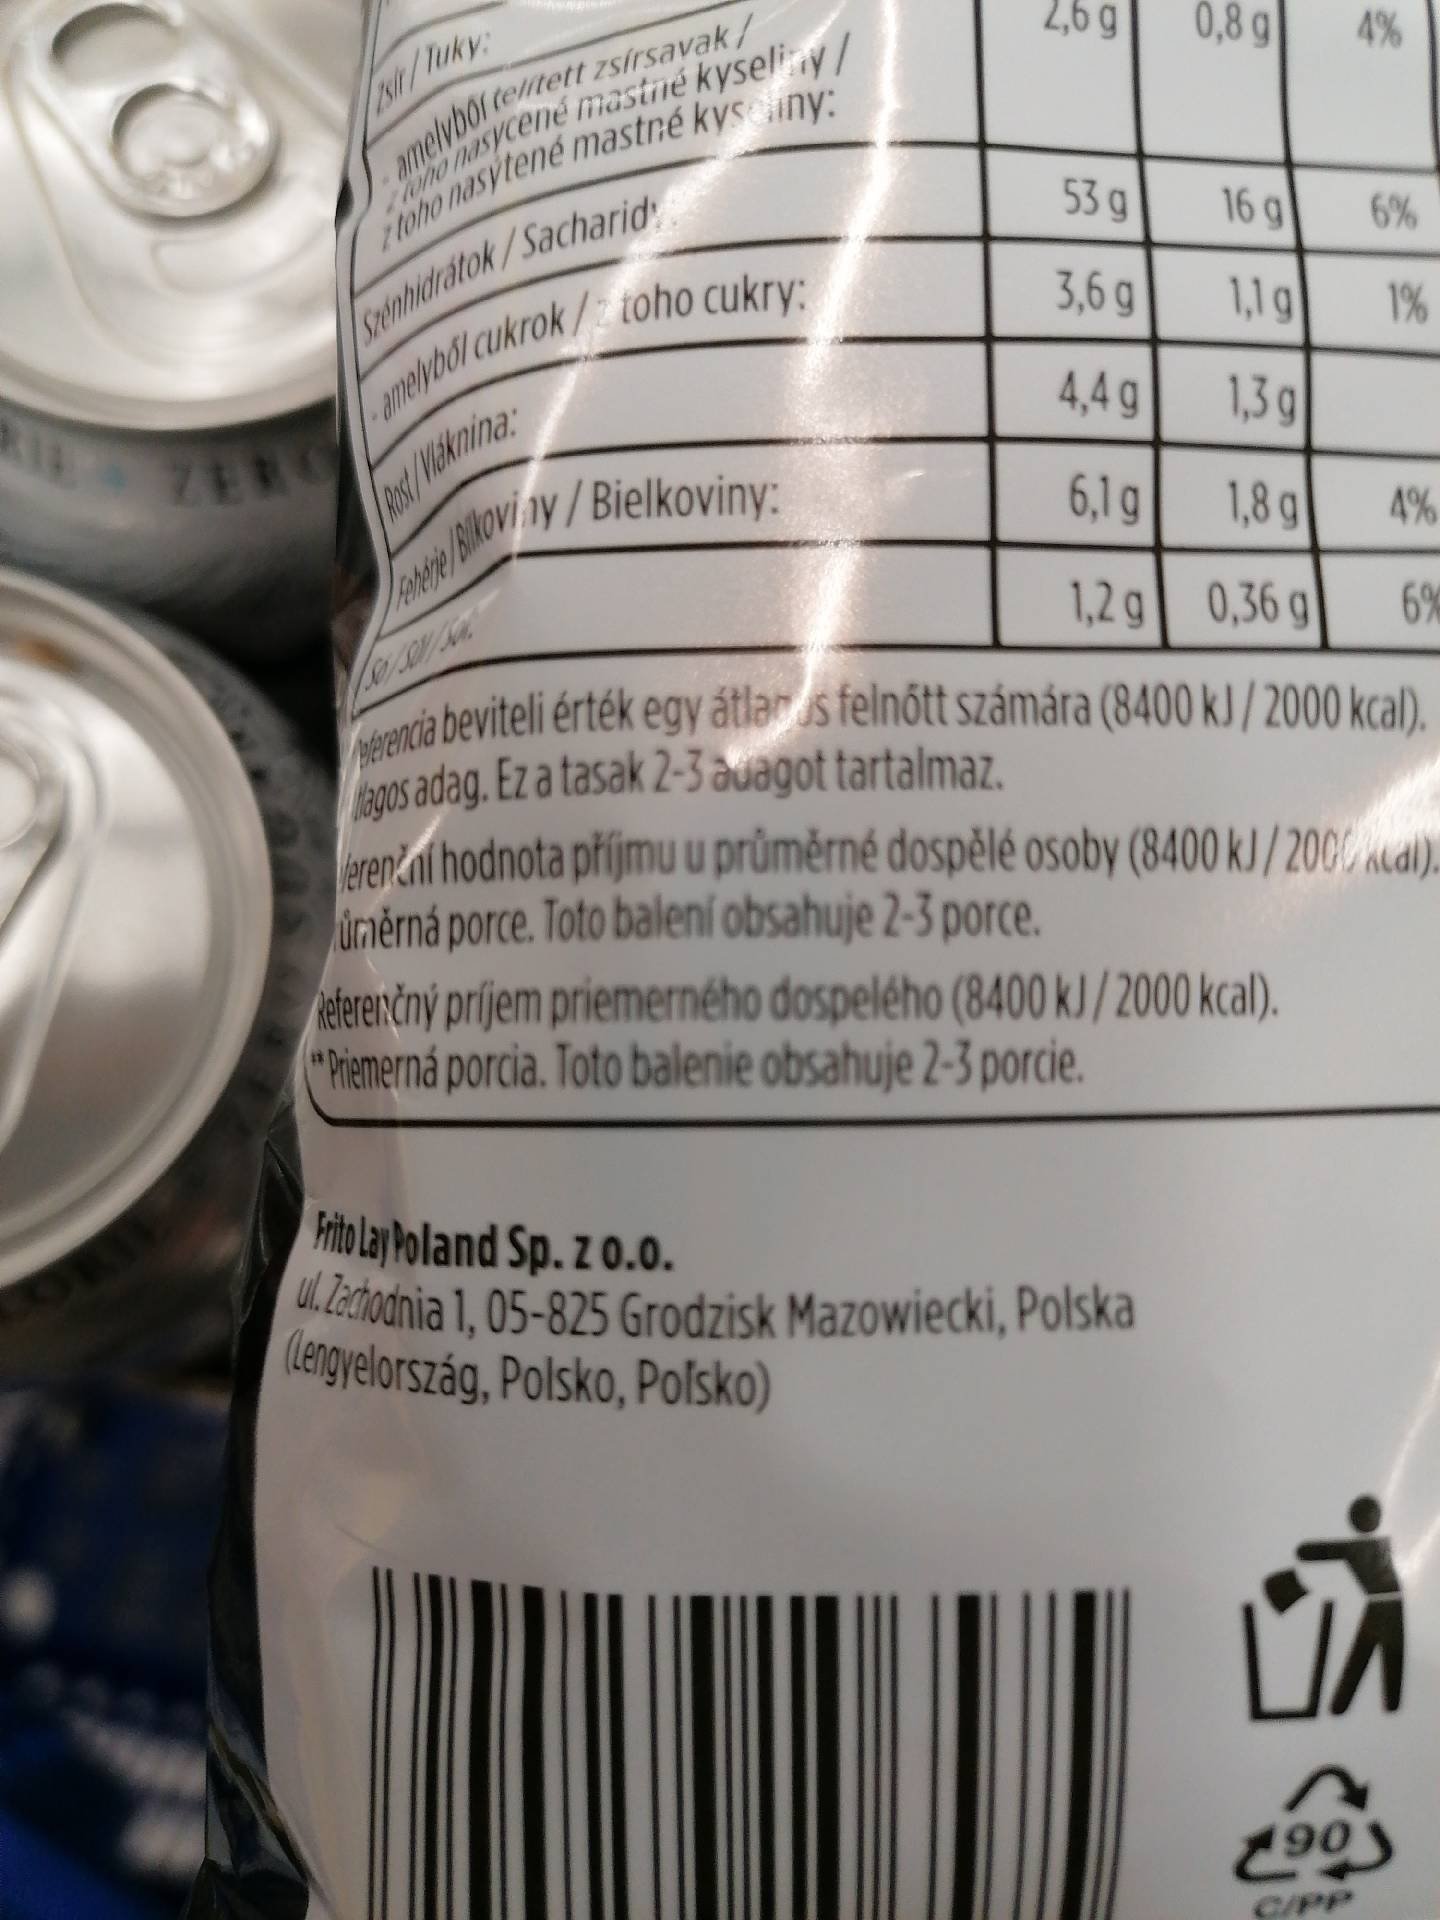 Zsír / Tuky:
- amelyből telített zsírsavak /
z toho nasycené mastné kyseliny /
z toho nasýtené mastné kyseliny: 2,6 g 0,8 g 4%
Szénhidrátok / Sacharidy: 53 g 16 g 6%
- amelyből cukrok / z toho cukry: 3,6 g 1,1 g 1%
Rost / Vláknina: 4,4 g 1,3 g
Fehérje / Bílkoviny / Bielkoviny: 6,1 g 1,8 g 4%
Só / Sůl / Soľ: 1,2 g 0,36 g 6%
Referencia beviteli érték egy átlagos felnőtt számára (8400 kJ / 2000 kcal).
adag. Ez a tasak 2-3 adagot tartalmaz.
hodnota příjmu u průměrné dospělé osoby (8400 kJ / 2000 kcal).
porce. Toto balení obsahuje 2-3 porce.
Referenčný príjem priemerného dospelého (8400 kJ / 2000 kcal).
** Priemerná porcia. Toto balenie obsahuje 2-3 porcie.
Frito Lay Poland Sp. z o.o.
ul. Zachodnia 1, 05-825 Grodzisk Mazowiecki, Polska
(Lengyelország, Polsko, Poľsko)
90
C/PP
ZERO